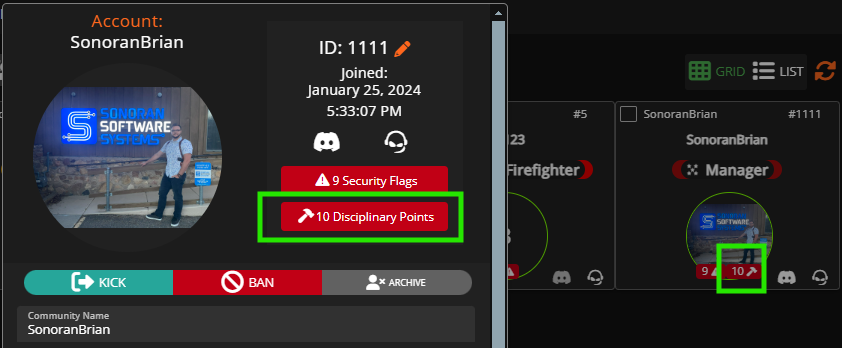 Account:
SonoranBrian
ID: 1111
Joined:
January 25, 2024
5:33:07 PM
SONORAN
SOFTWARE
SYSTEMS
9 Security Flags
10 Disciplinary Points
KICK
BAN
ARCHIVE
Community Name
SonoranBrian
GRID
LIST
#5
23
Firefighter
SonoranBrian
#1111
SonoranBrian
Manager
SOFTWARE
9
10